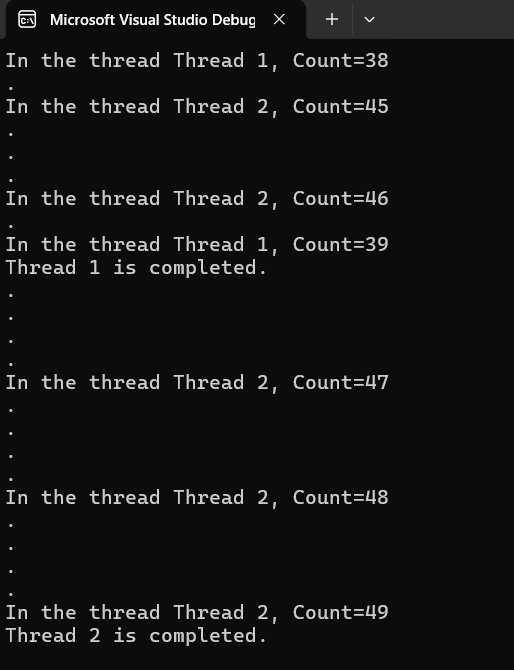 Microsoft Visual Studio Debug
In the thread Thread 1, Count=38
.
In the thread Thread 2, Count=45
.
.
.
In the thread Thread 2, Count=46
.
In the thread Thread 1, Count=39
Thread 1 is completed.
.
.
.
.
In the thread Thread 2, Count=47
.
.
.
.
In the thread Thread 2, Count=48
.
.
.
.
In the thread Thread 2, Count=49
Thread 2 is completed.